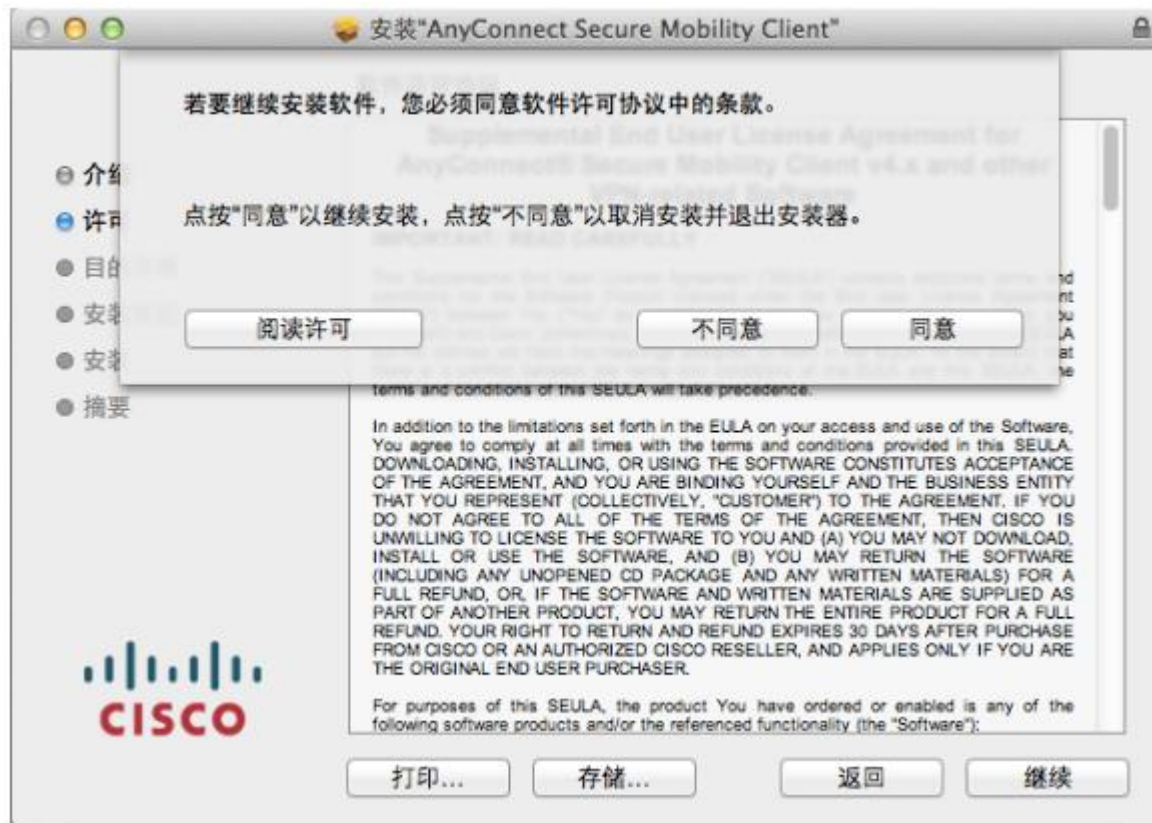 安装“AnyConnect Secure Mobility Client”
若要继续安装软件，您必须同意软件许可协议中的条款。
Supplemental End User License Agreement for
AnyConnect® Secure Mobility Client v4.x and other
VPN-related Software
点按“同意”以继续安装，点按“不同意”以取消安装并退出安装器。
IMPORTANT: READ CAREFULLY
阅读许可
不同意
同意
介绍
许可
目的
安装
安装
摘要
terms and conditions of this SEULA will take precedence.
In addition to the limitations set forth in the EULA on your access and use of the Software,
You agree to comply at all times with the terms and conditions provided in this SEULA.
DOWNLOADING, INSTALLING, OR USING THE SOFTWARE CONSTITUTES ACCEPTANCE
OF THE AGREEMENT, AND YOU ARE BINDING YOURSELF AND THE BUSINESS ENTITY
THAT YOU REPRESENT (COLLECTIVELY, "CUSTOMER") TO THE AGREEMENT. IF YOU
DO NOT AGREE TO ALL OF THE TERMS OF THE AGREEMENT, THEN CISCO IS
UNWILLING TO LICENSE THE SOFTWARE TO YOU AND (A) YOU MAY NOT DOWNLOAD,
INSTALL OR USE THE SOFTWARE, AND (B) YOU MAY RETURN THE SOFTWARE
(INCLUDING ANY UNOPENED CD PACKAGE AND ANY WRITTEN MATERIALS) FOR A
FULL REFUND, OR, IF THE SOFTWARE AND WRITTEN MATERIALS ARE SUPPLIED AS
PART OF ANOTHER PRODUCT, YOU MAY RETURN THE ENTIRE PRODUCT FOR A FULL
REFUND. YOUR RIGHT TO RETURN AND REFUND EXPIRES 30 DAYS AFTER PURCHASE
FROM CISCO OR AN AUTHORIZED CISCO RESELLER, AND APPLIES ONLY IF YOU ARE
THE ORIGINAL END USER PURCHASER.
For purposes of this SEULA, the product You have ordered or enabled is any of the
following software products and/or the referenced functionality (the "Software"):
CISCO
打印...
存储...
返回
继续